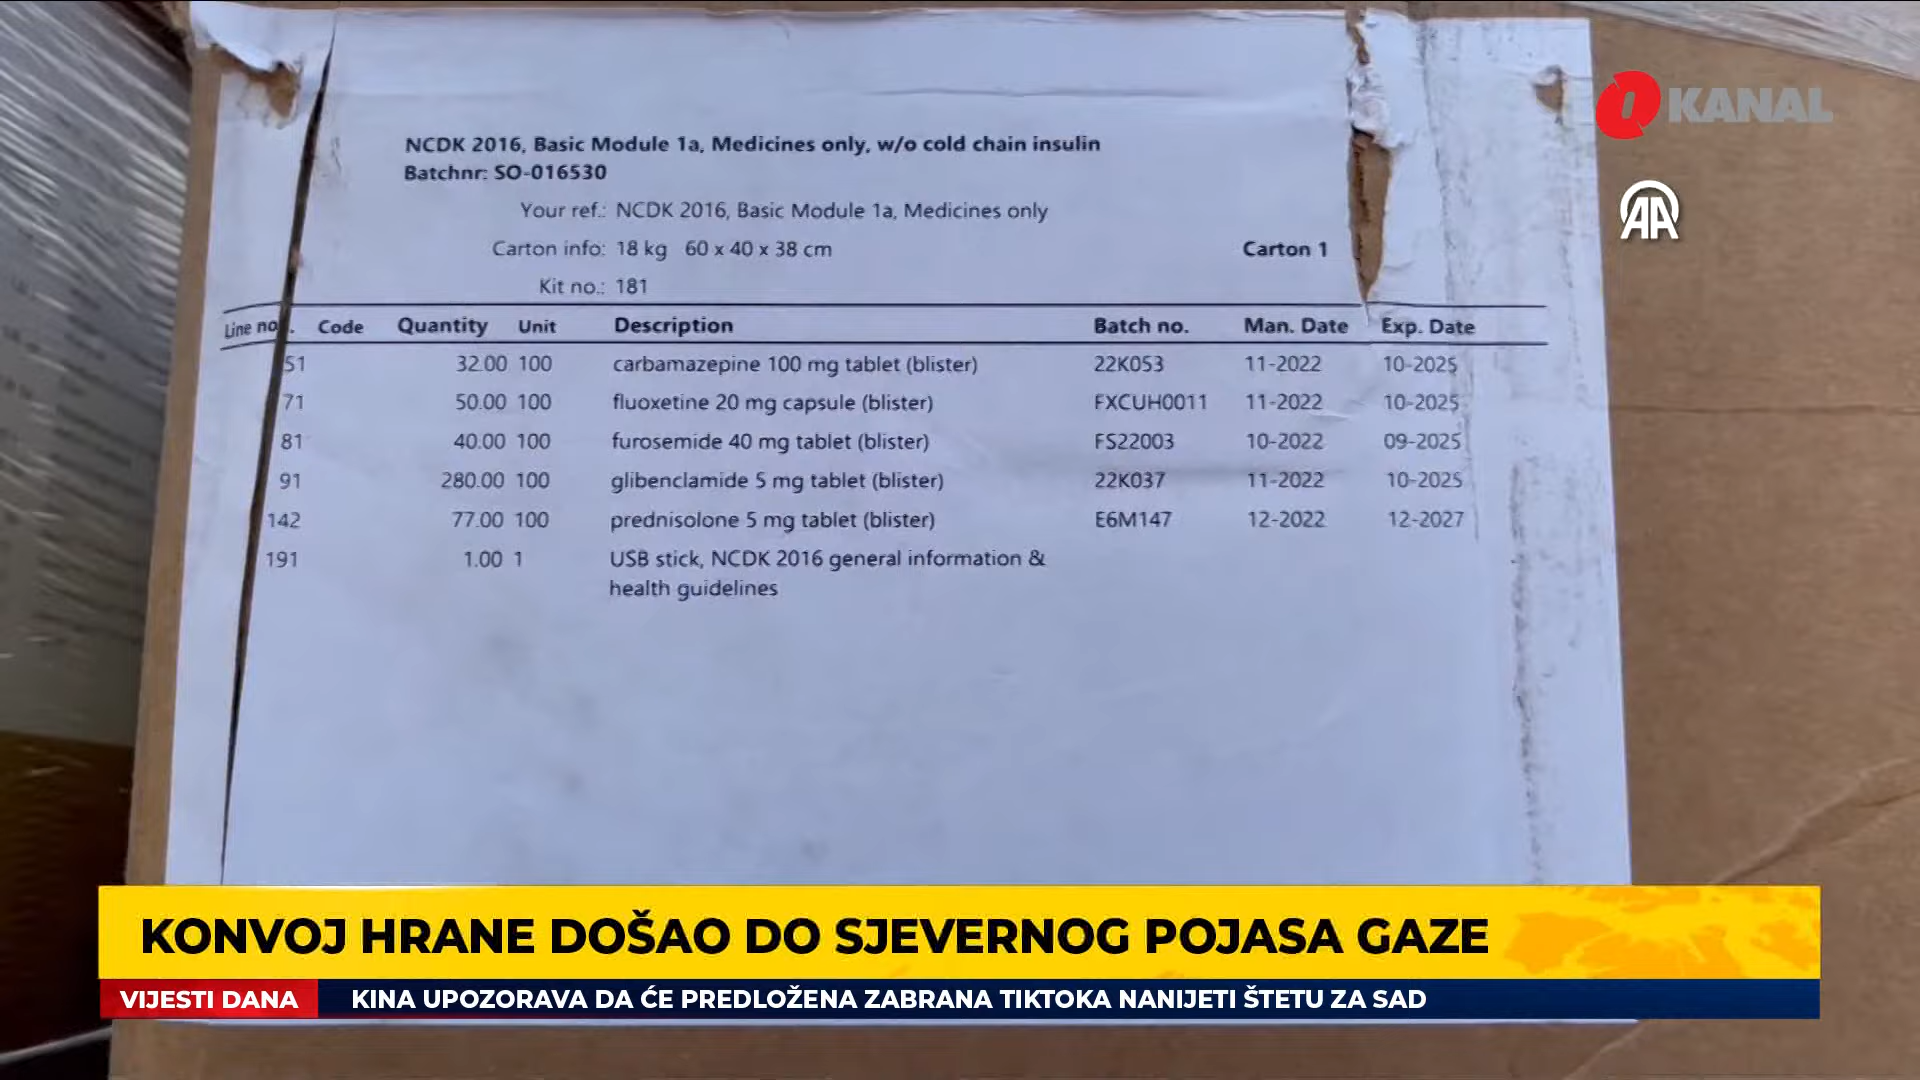 NCDK 2016, Basic Module 1a, Medicines only, w/o cold chain insulin
Batchnr: SO-016530
Your ref.: NCDK 2016, Basic Module 1a, Medicines only
Carton info: 18 kg 60 x 40 x 38 cm Carton 1
Kit no.: 181
Line no. Code Quantity Unit Description Batch no. Man. Date Exp. Date
51 32.00 100 carbamazepine 100 mg tablet (blister) 22K053 11-2022 10-2025
71 50.00 100 fluoxetine 20 mg capsule (blister) FXCUH0011 11-2022 10-2025
81 40.00 100 furosemide 40 mg tablet (blister) FS22003 10-2022 09-2025
91 280.00 100 glibenclamide 5 mg tablet (blister) 22K037 11-2022 10-2025
142 77.00 100 prednisolone 5 mg tablet (blister) E6M147 12-2022 12-2027
191 1.00 1 USB stick, NCDK 2016 general information &
health guidelines
O KANAL
AA
KONVOJ HRANE DOŠAO DO SJEVERNOG POJASA GAZE
VIJESTI DANA KINA UPOZORAVA DA ĆE PREDLOŽENA ZABRANA TIKTOKA NANIJETI ŠTETU ZA SAD